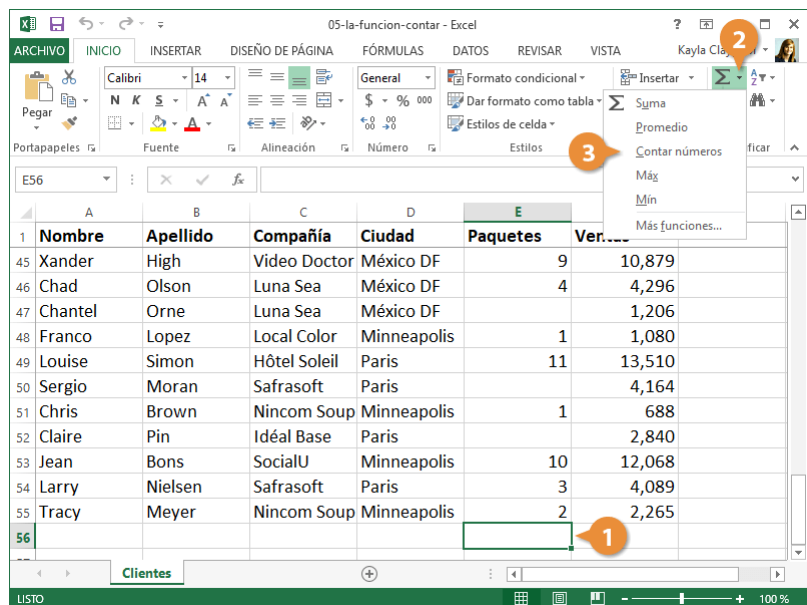 05-la-funcion-contar - Excel
?
ARCHIVO INICIO INSERTAR DISEÑO DE PÁGINA FÓRMULAS DATOS REVISAR VISTA Kayla
2
Calibri 14 General Formato condicional Insertar Σ
N K S A A $ % 000 Dar formato como tabla
Pegar A Estilos de celda
Portapapeles Fuente Alineación Número Estilos ficar
Σ Suma
Promedio
3 Contar números
Máx
Mín
Más funciones...
E56 fx
A B C D E
1 Nombre Apellido Compañía Ciudad Paquetes
45 Xander High Video Doctor México DF 9 10,879
46 Chad Olson Luna Sea México DF 4 4,296
47 Chantel Orne Luna Sea México DF 1,206
48 Franco Lopez Local Color Minneapolis 1 1,080
49 Louise Simon Hôtel Soleil Paris 11 13,510
50 Sergio Moran Safrasoft Paris 4,164
51 Chris Brown Nincom Soup Minneapolis 1 688
52 Claire Pin Idéal Base Paris 2,840
53 Jean Bons SocialU Minneapolis 10 12,068
54 Larry Nielsen Safrasoft Paris 3 4,089
55 Tracy Meyer Nincom Soup Minneapolis 2 2,265
56 1
Clientes
LISTO 100 %